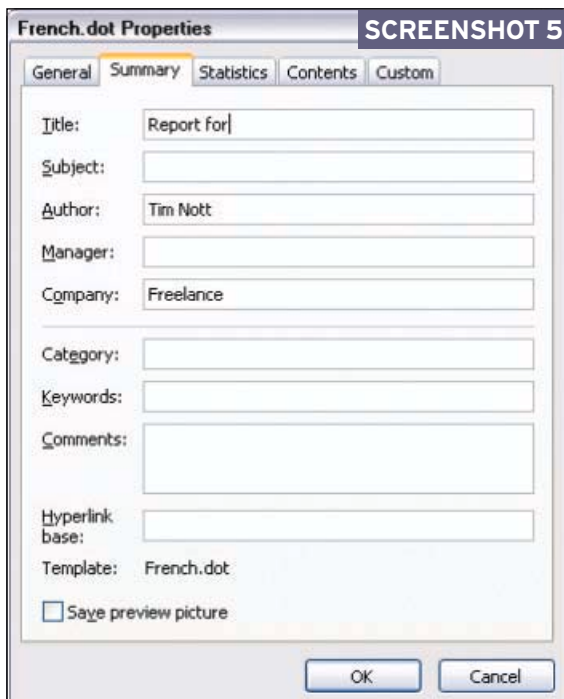 French.dot Properties
SCREENSHOT 5
General Summary Statistics Contents Custom
Title: Report for
Subject:
Author: Tim Nott
Manager:
Company: Freelance
Category:
Keywords:
Comments:
Hyperlink
base:
Template: French.dot
Save preview picture
OK Cancel